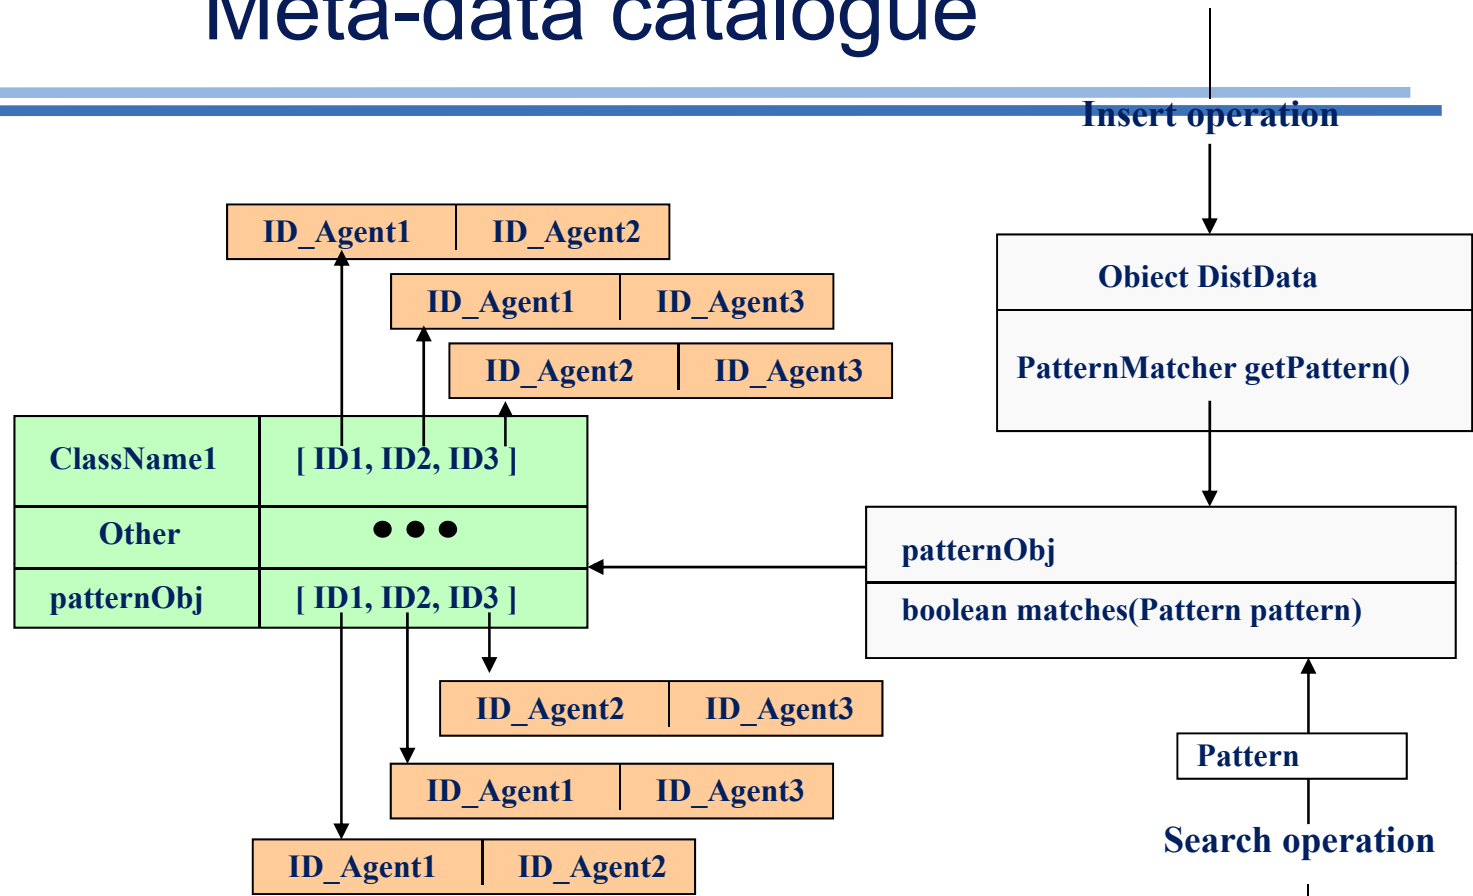 Meta-data catalogue
Insert operation
ID_Agent1 ID_Agent2
Obiect DistData
ID_Agent1 ID_Agent3
ID_Agent2 ID_Agent3
PatternMatcher getPattern()
ClassName1 [ ID1, ID2, ID3 ]
Other •••
patternObj [ ID1, ID2, ID3 ]
patternObj
boolean matches(Pattern pattern)
ID_Agent2 ID_Agent3
ID_Agent1 ID_Agent3
ID_Agent1 ID_Agent2
Pattern
Search operation